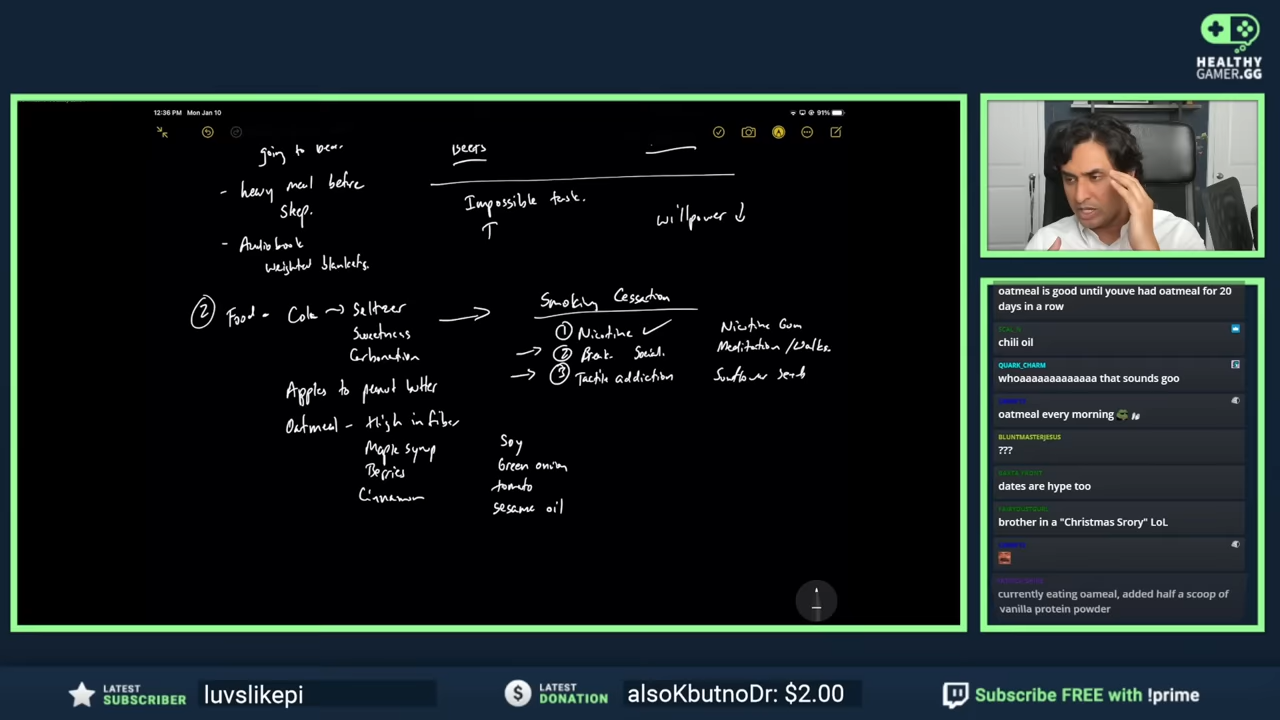 HEALTHY
GAMER.GG
12:36 PM Mon Jan 10
91%
going to
Beers
- heavy meal before
sleep.
Impossible task.
↑
willpower ↓
- Audiobook
weighted blankets.
② Food - Cola → Seltzer
Sweetness
Carbonation
Smoking Cessation
① Nicotine ✓ Nicotine Gum
→ ② Break Social. Meditation /walks.
→ ③ Tactile addiction Sunflower seeds
Apples to peanut butter
Oatmeal - High in fiber
Maple syrup
Berries
Cinnamon
Soy
Green onion
tomato
sesame oil
oatmeal is good until youve had oatmeal for 20
days in a row
chili oil
QUARK_CHARM
whoaaaaaaaaaaaaa that sounds goo
oatmeal every morning
BLUNTMASTERJESUS
???
dates are hype too
brother in a "Christmas Srory" LoL
currently eating oameal, added half a scoop of
vanilla protein powder
LATEST
SUBSCRIBER
luvslikepi
LATEST
DONATION
alsoKbutnoDr: $2.00
Subscribe FREE with !prime